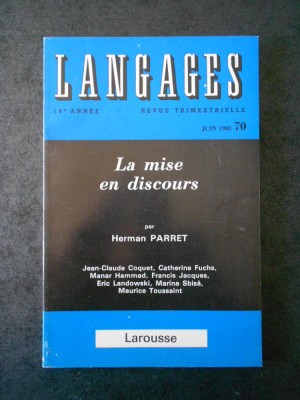 LANGAGES
18e ANNÉE - REVUE TRIMESTRIELLE
JUIN 1983 70
La mise
en discours
par
Herman PARRET
Jean-Claude Coquet, Catherine Fuchs,
Manar Hammad, Francis Jacques,
Eric Landowski, Marina Sbisà,
Maurice Toussaint
Larousse